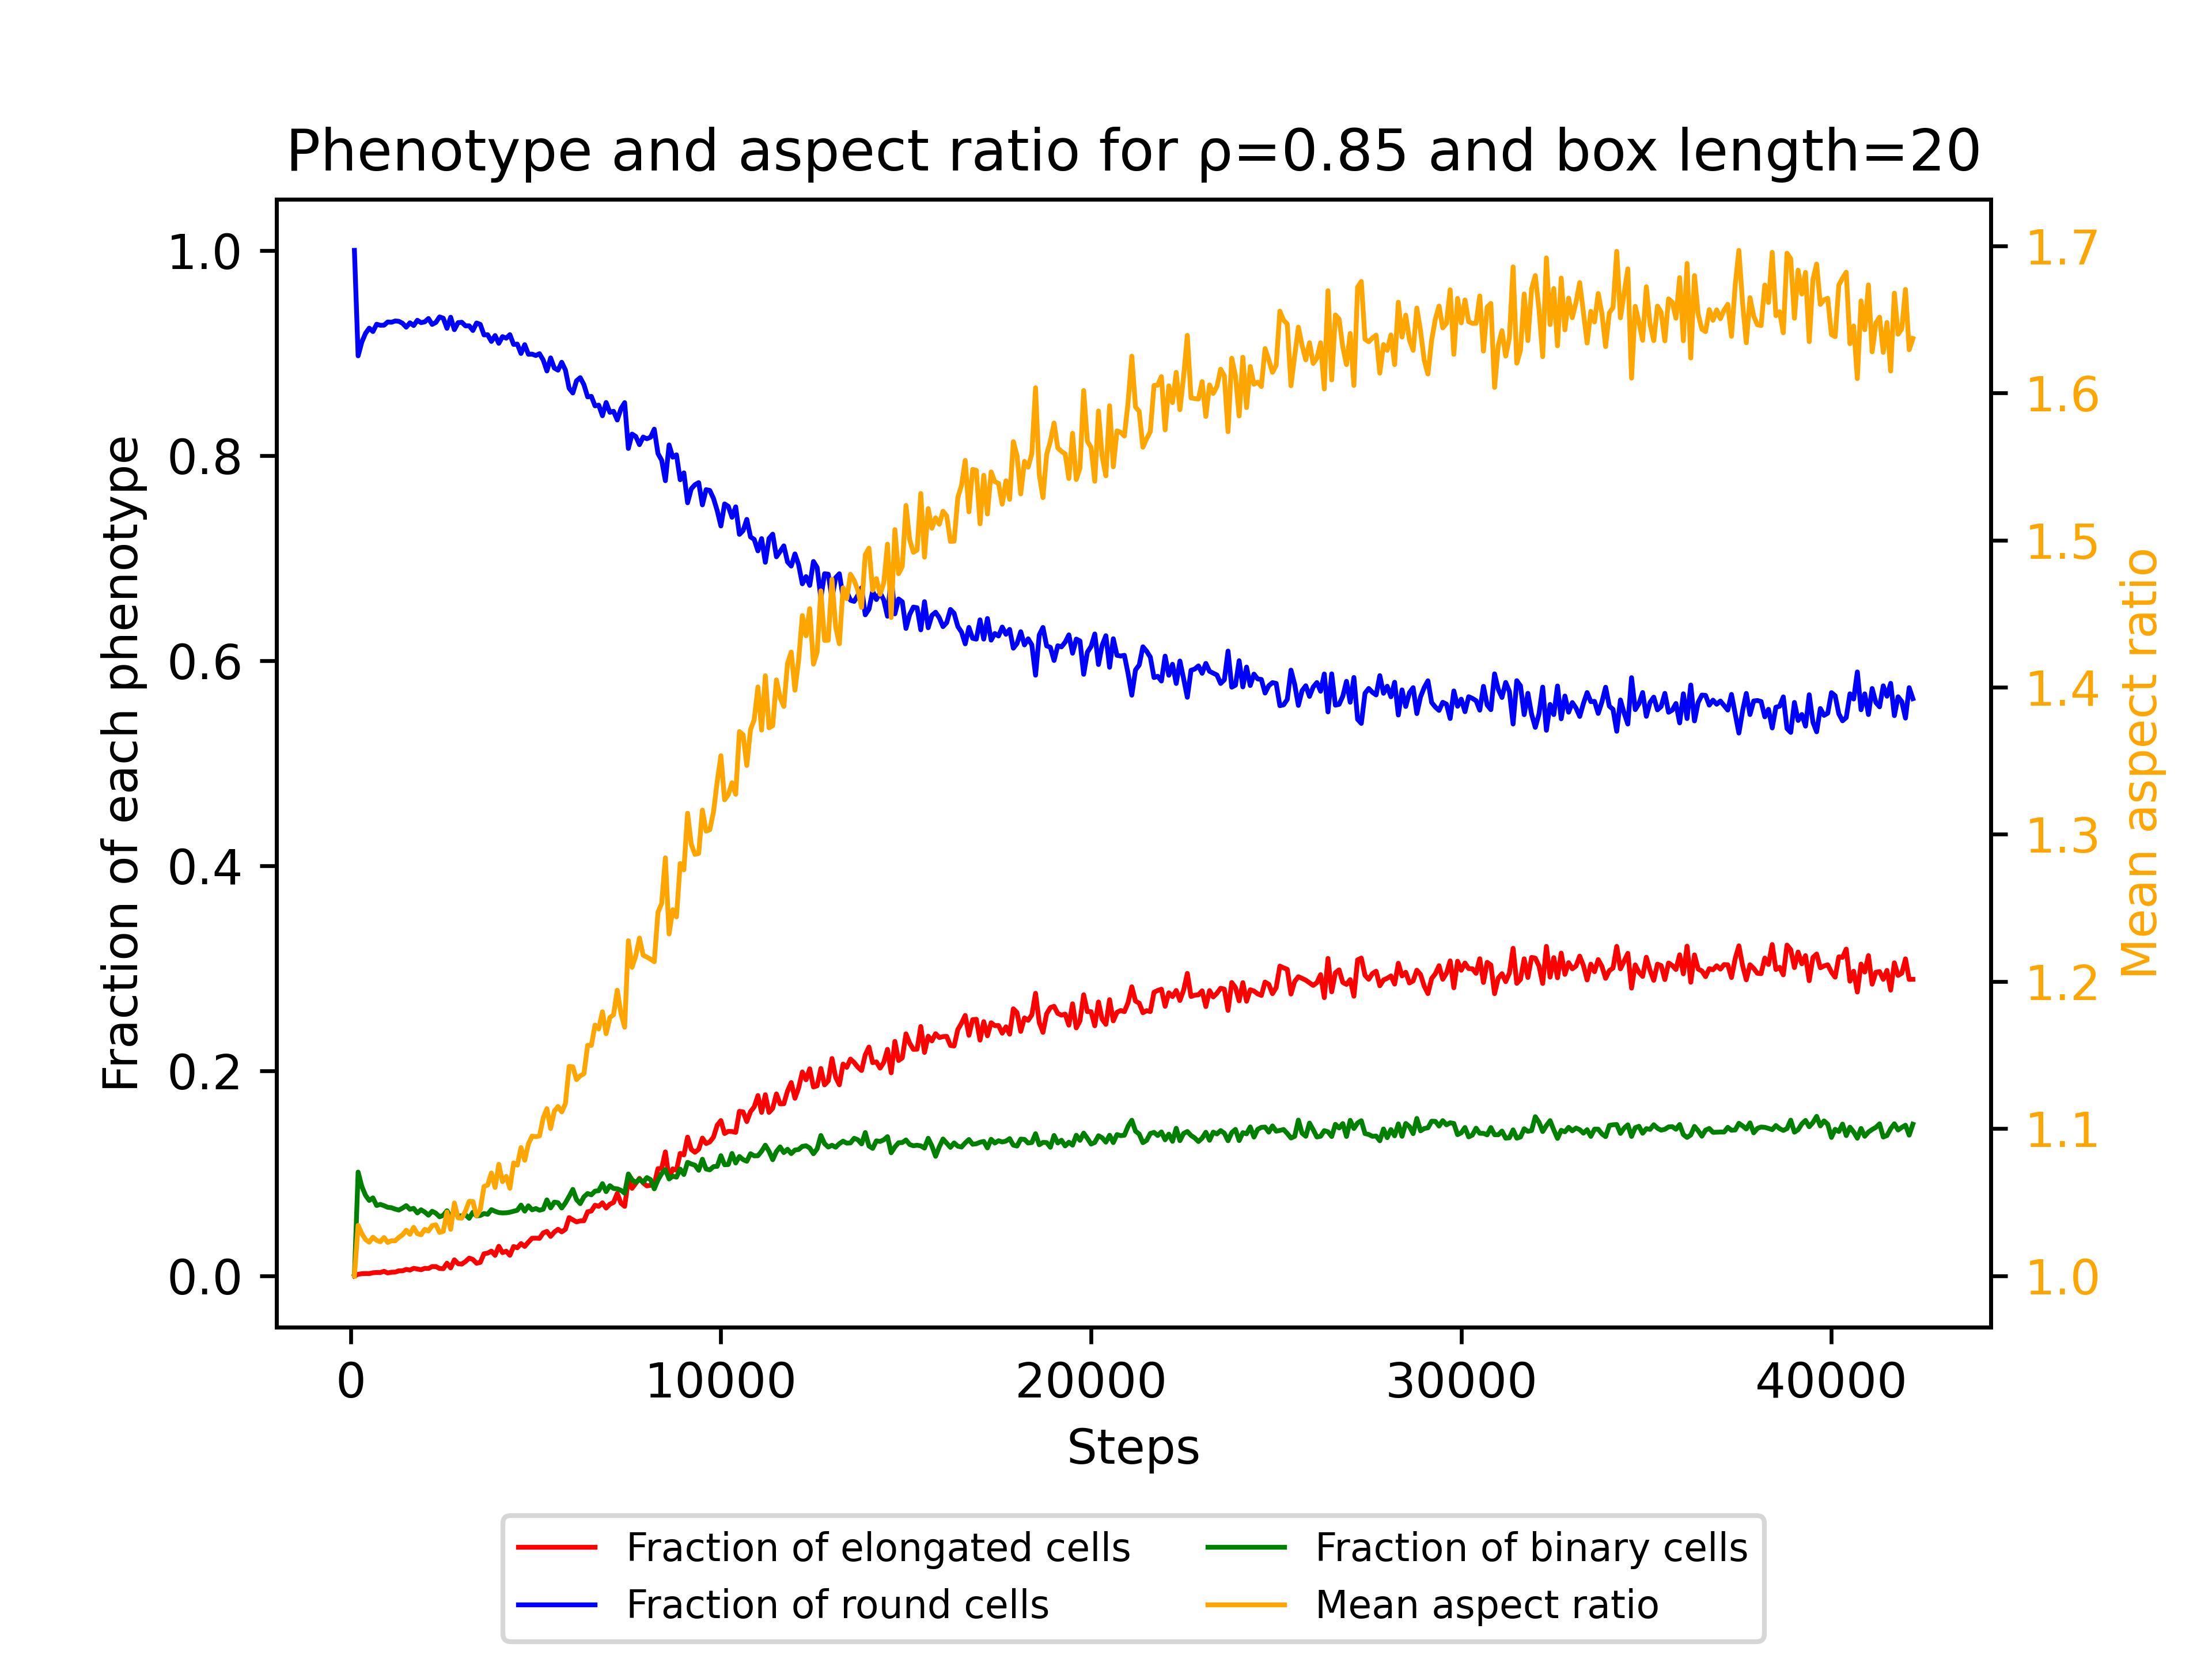 Phenotype and aspect ratio for ρ=0.85 and box length=20
1.0
0.8
0.6
0.4
0.2
0.0
Fraction of each phenotype
1.7
1.6
1.5
1.4
1.3
1.2
1.1
1.0
Mean aspect ratio
0 10000 20000 30000 40000
Steps
Fraction of elongated cells
Fraction of round cells
Fraction of binary cells
Mean aspect ratio